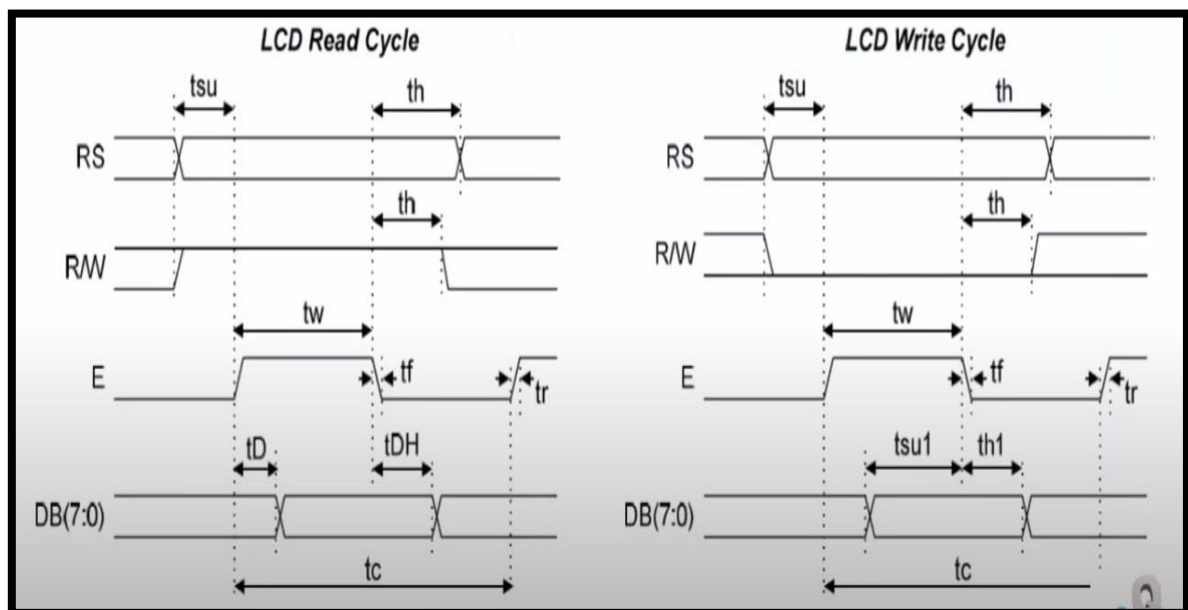 LCD Read Cycle
tsu
th
RS
th
R/W
tw
E
tf
tr
tD
tDH
DB(7:0)
tc
LCD Write Cycle
tsu
th
RS
th
R/W
tw
E
tf
tr
tsu1
th1
DB(7:0)
tc